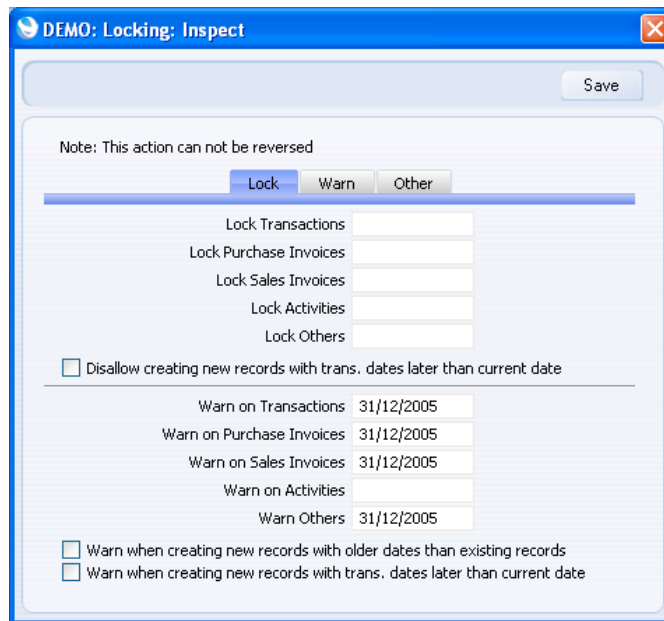 DEMO: Locking: Inspect
Save
Note: This action can not be reversed
Lock Warn Other
Lock Transactions
Lock Purchase Invoices
Lock Sales Invoices
Lock Activities
Lock Others
Disallow creating new records with trans. dates later than current date
Warn on Transactions 31/12/2005
Warn on Purchase Invoices 31/12/2005
Warn on Sales Invoices 31/12/2005
Warn on Activities
Warn Others 31/12/2005
Warn when creating new records with older dates than existing records
Warn when creating new records with trans. dates later than current date